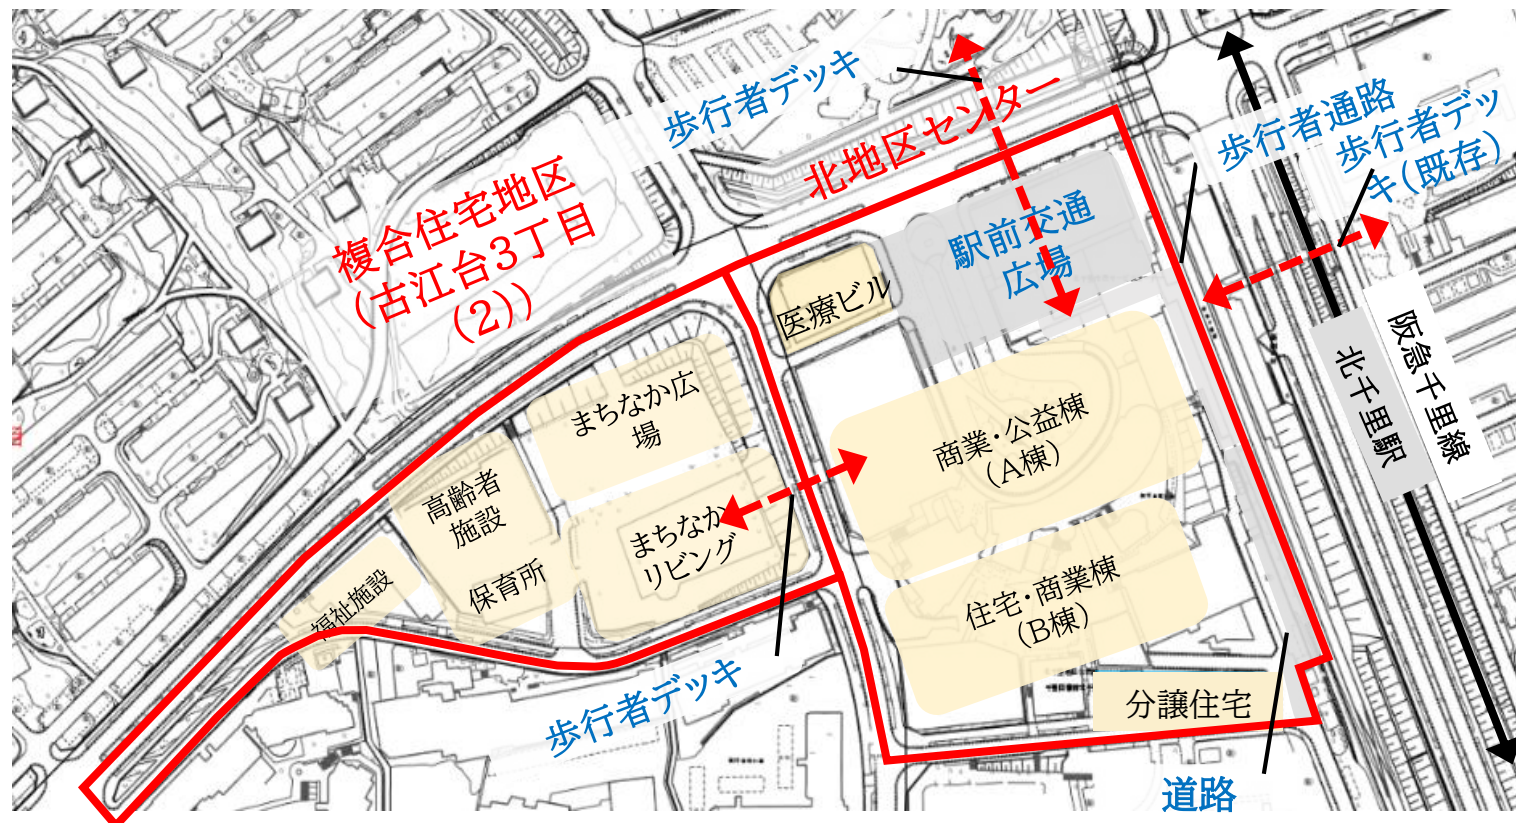 歩行者デッキ
北地区センター
歩行者通路
歩行者デッ
キ(既存)
複合住宅地区
(古江台3丁目
(2))
駅前交通
広場
医療ビル
阪急千里線
北千里駅
まちなか広
場
商業・公益棟
(A棟)
高齢者
施設
まちなか
リビング
保育所
福祉施設
住宅・商業棟
(B棟)
歩行者デッキ
分譲住宅
道路